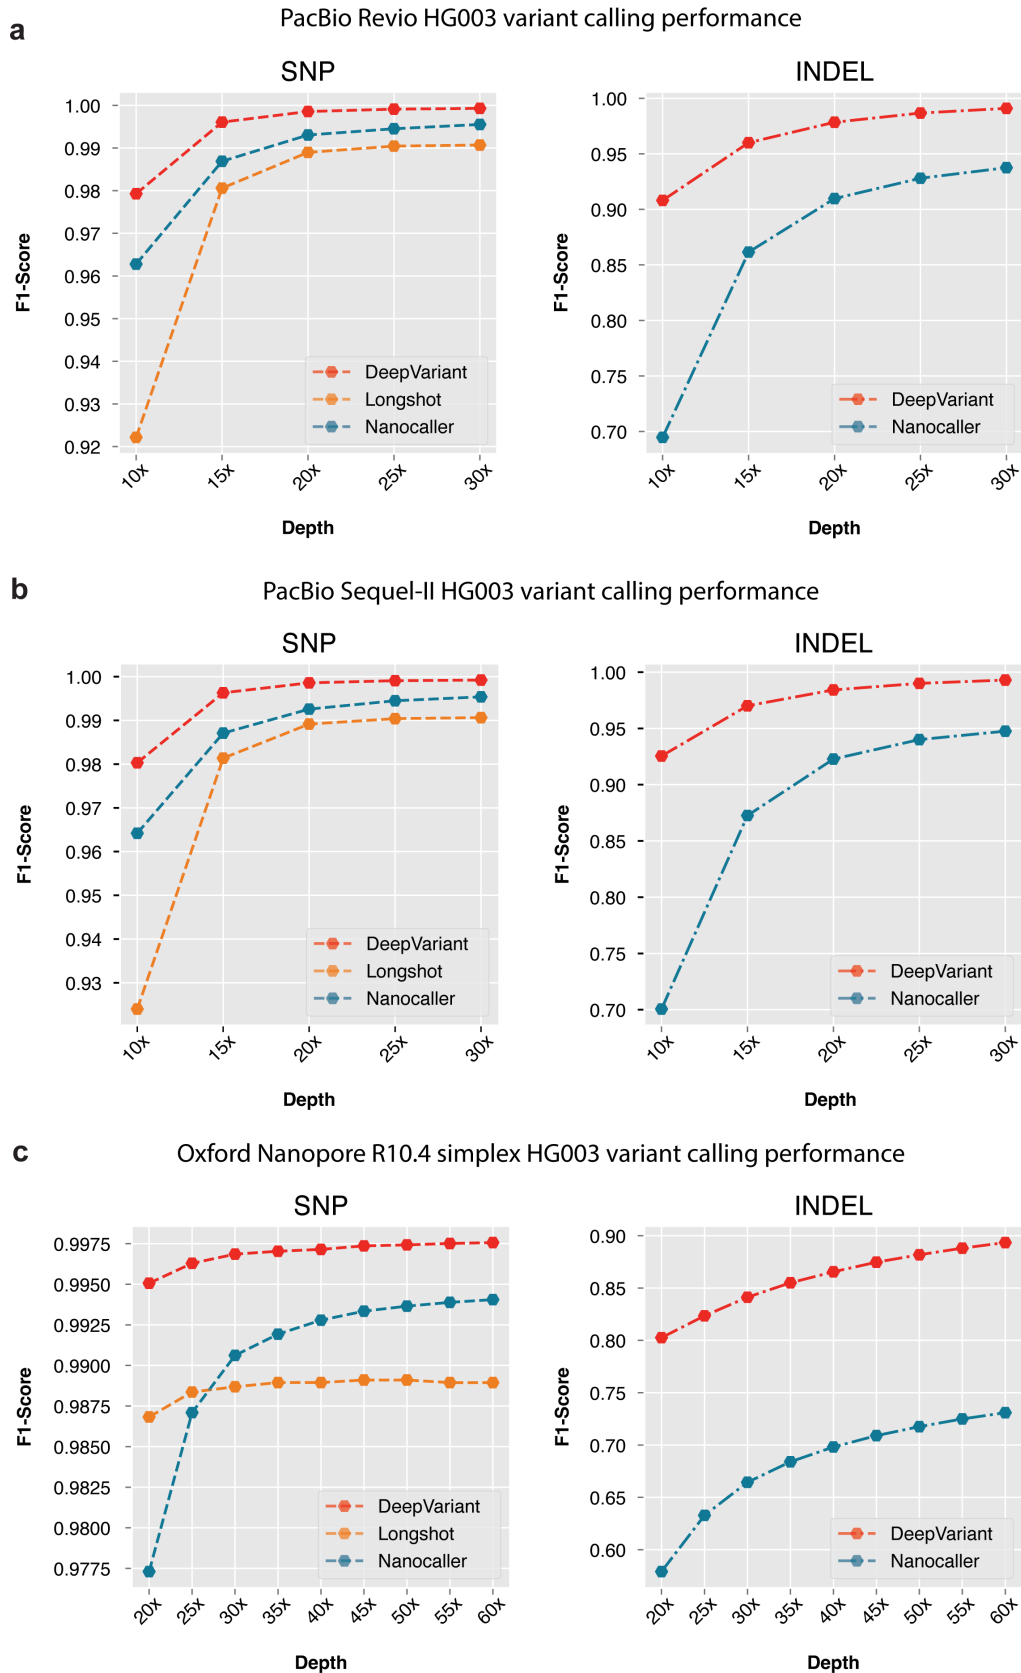 a
PacBio Revio HG003 variant calling performance
SNP
F1-Score
1.00
0.99
0.98
0.97
0.96
0.95
0.94
0.93
0.92
DeepVariant
Longshot
Nanocaller
10x 15x 20x 25x 30x
Depth
INDEL
F1-Score
1.00
0.95
0.90
0.85
0.80
0.75
0.70
DeepVariant
Nanocaller
10x 15x 20x 25x 30x
Depth
b
PacBio Sequel-II HG003 variant calling performance
SNP
F1-Score
1.00
0.99
0.98
0.97
0.96
0.95
0.94
0.93
DeepVariant
Longshot
Nanocaller
10x 15x 20x 25x 30x
Depth
INDEL
F1-Score
1.00
0.95
0.90
0.85
0.80
0.75
0.70
DeepVariant
Nanocaller
10x 15x 20x 25x 30x
Depth
c
Oxford Nanopore R10.4 simplex HG003 variant calling performance
SNP
F1-Score
0.9975
0.9950
0.9925
0.9900
0.9875
0.9850
0.9825
0.9800
0.9775
DeepVariant
Longshot
Nanocaller
20x 25x 30x 35x 40x 45x 50x 55x 60x
Depth
INDEL
F1-Score
0.90
0.85
0.80
0.75
0.70
0.65
0.60
DeepVariant
Nanocaller
20x 25x 30x 35x 40x 45x 50x 55x 60x
Depth